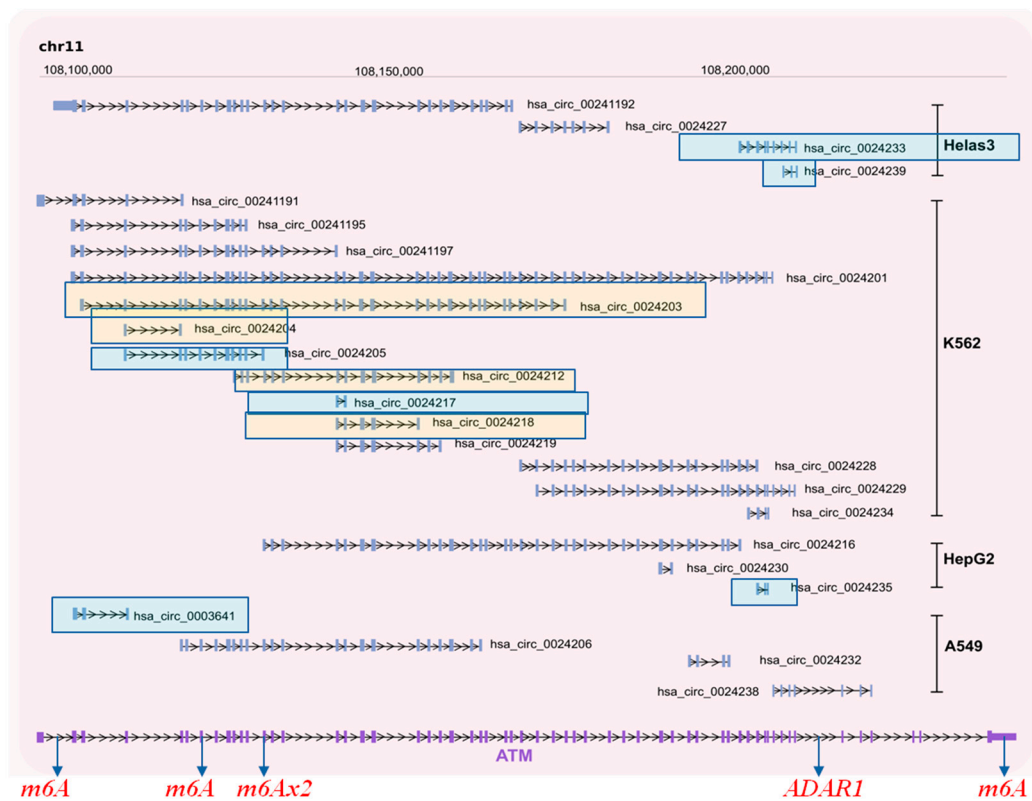 chr11
108,100,000 108,150,000 108,200,000
hsa_circ_00241192
hsa_circ_00227
hsa_circ_0024233
Helas3
hsa_circ_0024239
hsa_circ_00241191
hsa_circ_00241195
hsa_circ_00241197
hsa_circ_0024201
hsa_circ_0024203
hsa_circ_0024204
K562
hsa_circ_0024205
hsa_circ_0024212
hsa_circ_0024217
hsa_circ_0024218
hsa_circ_0024219
hsa_circ_0024228
hsa_circ_0024229
hsa_circ_0024234
hsa_circ_0024216
HepG2
hsa_circ_0024230
hsa_circ_0024235
hsa_circ_0003641
hsa_circ_0024206
A549
hsa_circ_0024232
hsa_circ_0024238
ATM
m6A m6A m6Ax2 ADAR1 m6A